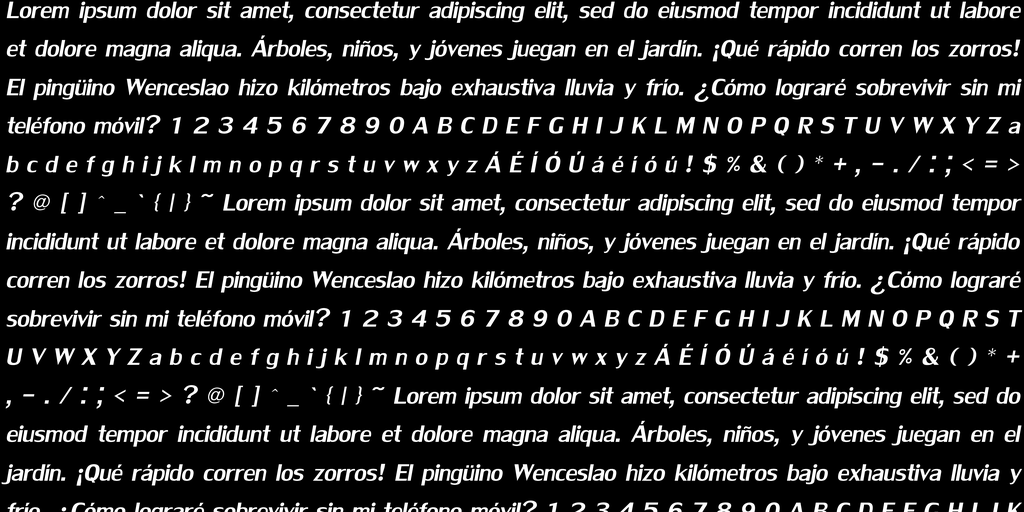 Lorem ipsum dolor sit amet, consectetur adipiscing elit, sed do eiusmod tempor incididunt ut labore
et dolore magna aliqua. Árboles, niños, y jóvenes juegan en el jardín. ¡Qué rápido corren los zorros!
El pingüino Wenceslao hizo kilómetros bajo exhaustiva lluvia y frío. ¿Cómo lograré sobrevivir sin mi
teléfono móvil? 1 2 3 4 5 6 7 8 9 0 A B C D E F G H I J K L M N O P Q R S T U V W X Y Z a
b c d e f g h i j k l m n o p q r s t u v w x y z Á É Í Ó Ú á é í ó ú ! $ % & ( ) * + , - . / : ; < = >
? @ [ ] ^ _ ` { | } ~ Lorem ipsum dolor sit amet, consectetur adipiscing elit, sed do eiusmod tempor
incididunt ut labore et dolore magna aliqua. Árboles, niños, y jóvenes juegan en el jardín. ¡Qué rápido
corren los zorros! El pingüino Wenceslao hizo kilómetros bajo exhaustiva lluvia y frío. ¿Cómo lograré
sobrevivir sin mi teléfono móvil? 1 2 3 4 5 6 7 8 9 0 A B C D E F G H I J K L M N O P Q R S T
U V W X Y Z a b c d e f g h i j k l m n o p q r s t u v w x y z Á É Í Ó Ú á é í ó ú ! $ % & ( ) * +
, - . / : ; < = > ? @ [ ] ^ _ ` { | } ~ Lorem ipsum dolor sit amet, consectetur adipiscing elit, sed do
eiusmod tempor incididunt ut labore et dolore magna aliqua. Árboles, niños, y jóvenes juegan en el
jardín. ¡Qué rápido corren los zorros! El pingüino Wenceslao hizo kilómetros bajo exhaustiva lluvia y
frío. ¿Cómo lograré sobrevivir sin mi teléfono móvil? 1 2 3 4 5 6 7 8 9 0 A B C D E F G H I J K